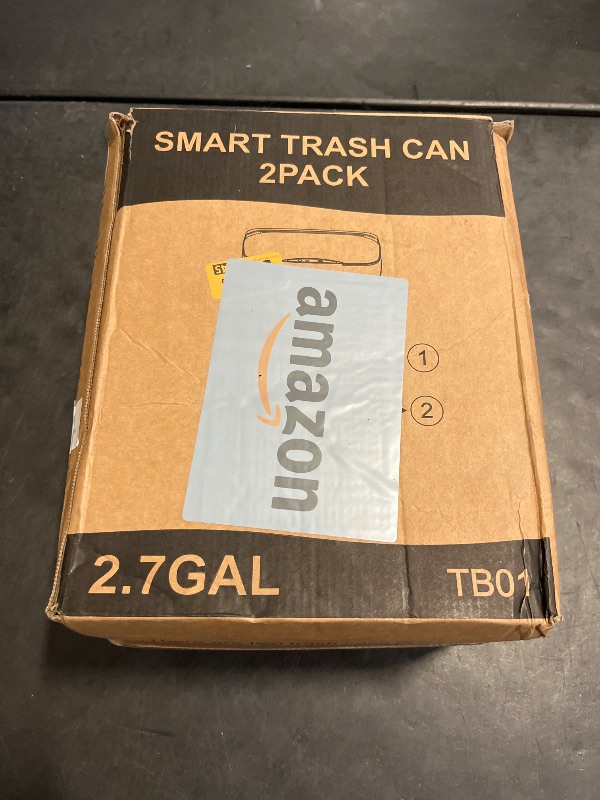 SMART TRASH CAN
2PACK
amazon
1
2
2.7GAL
TB01